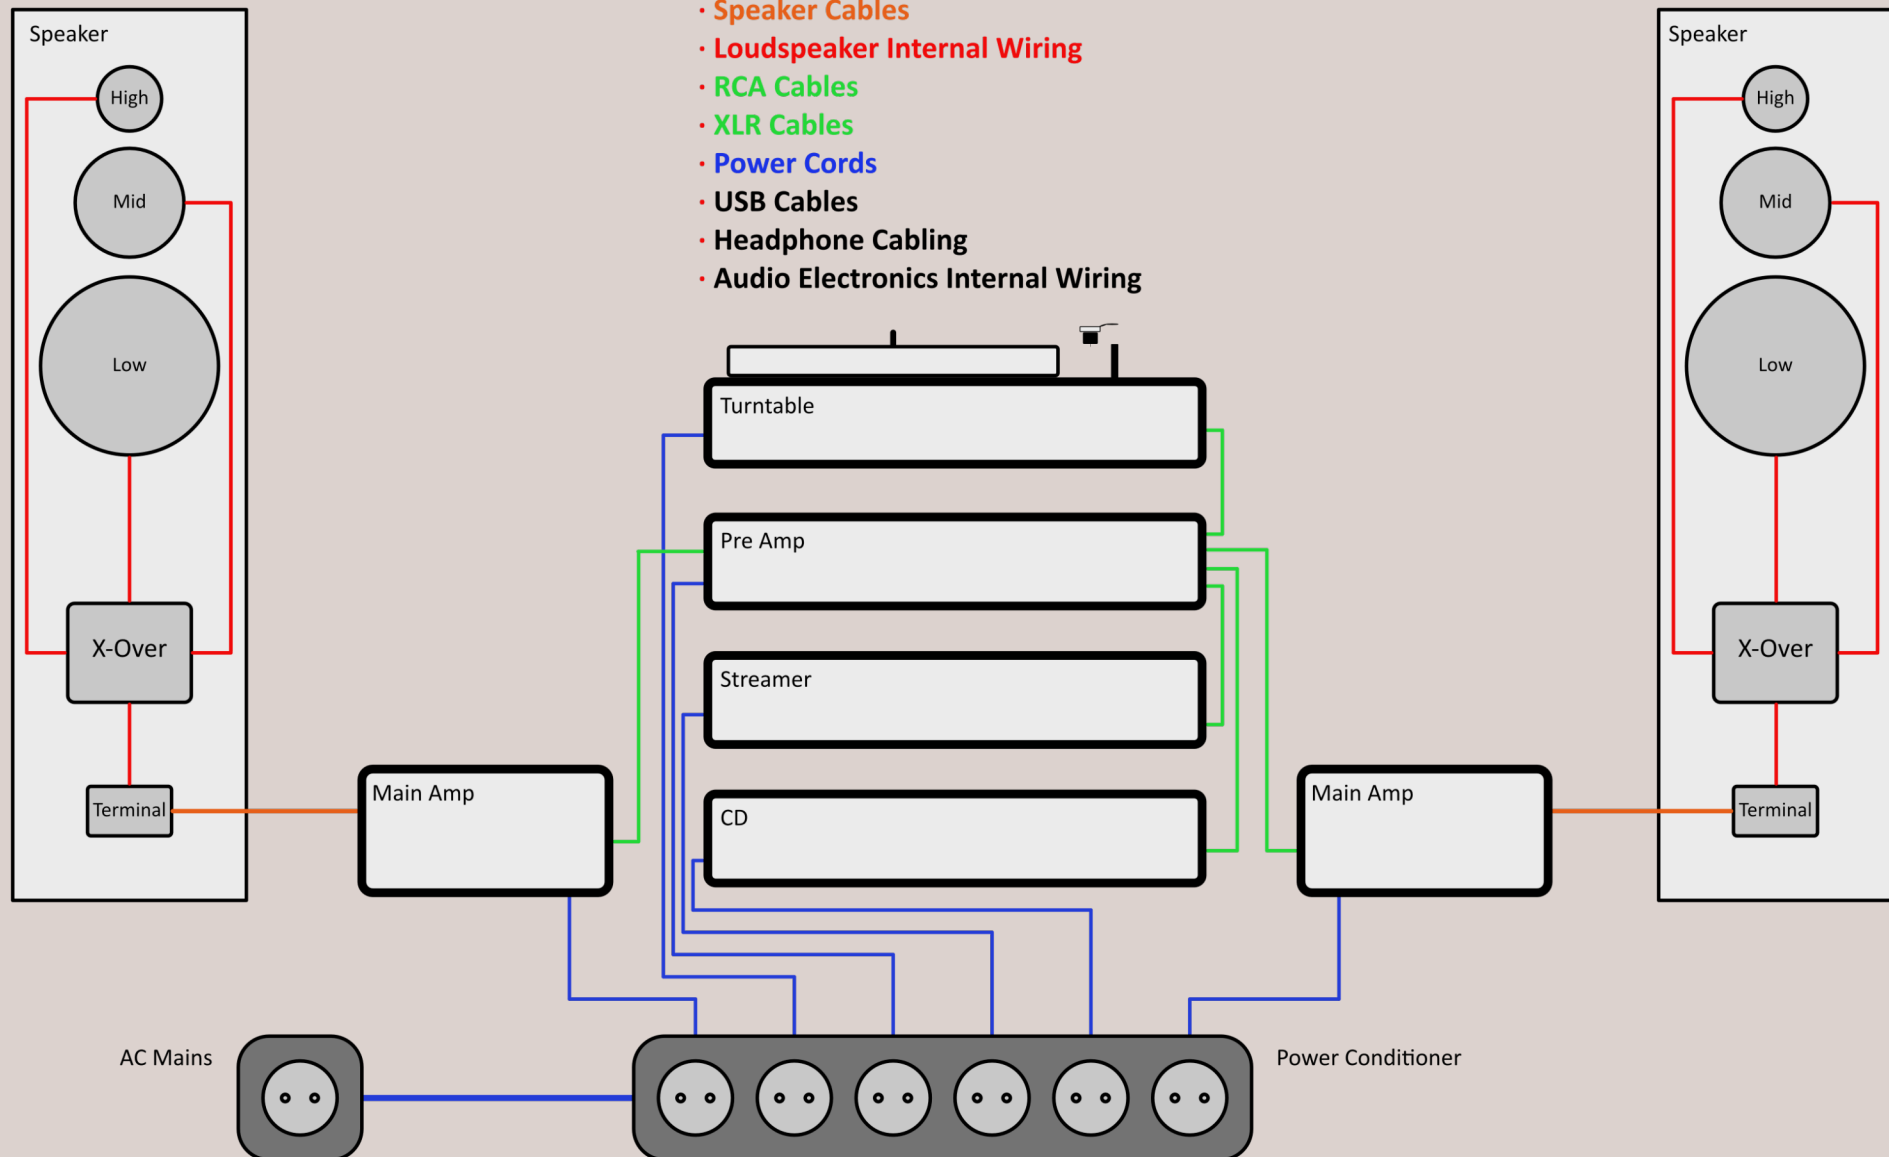 · Speaker Cables
· Loudspeaker Internal Wiring
· RCA Cables
· XLR Cables
· Power Cords
· USB Cables
· Headphone Cabling
· Audio Electronics Internal Wiring
Speaker
High
Mid
Low
X-Over
Terminal
Main Amp
Turntable
Pre Amp
Streamer
CD
Main Amp
Speaker
High
Mid
Low
X-Over
Terminal
AC Mains
Power Conditioner